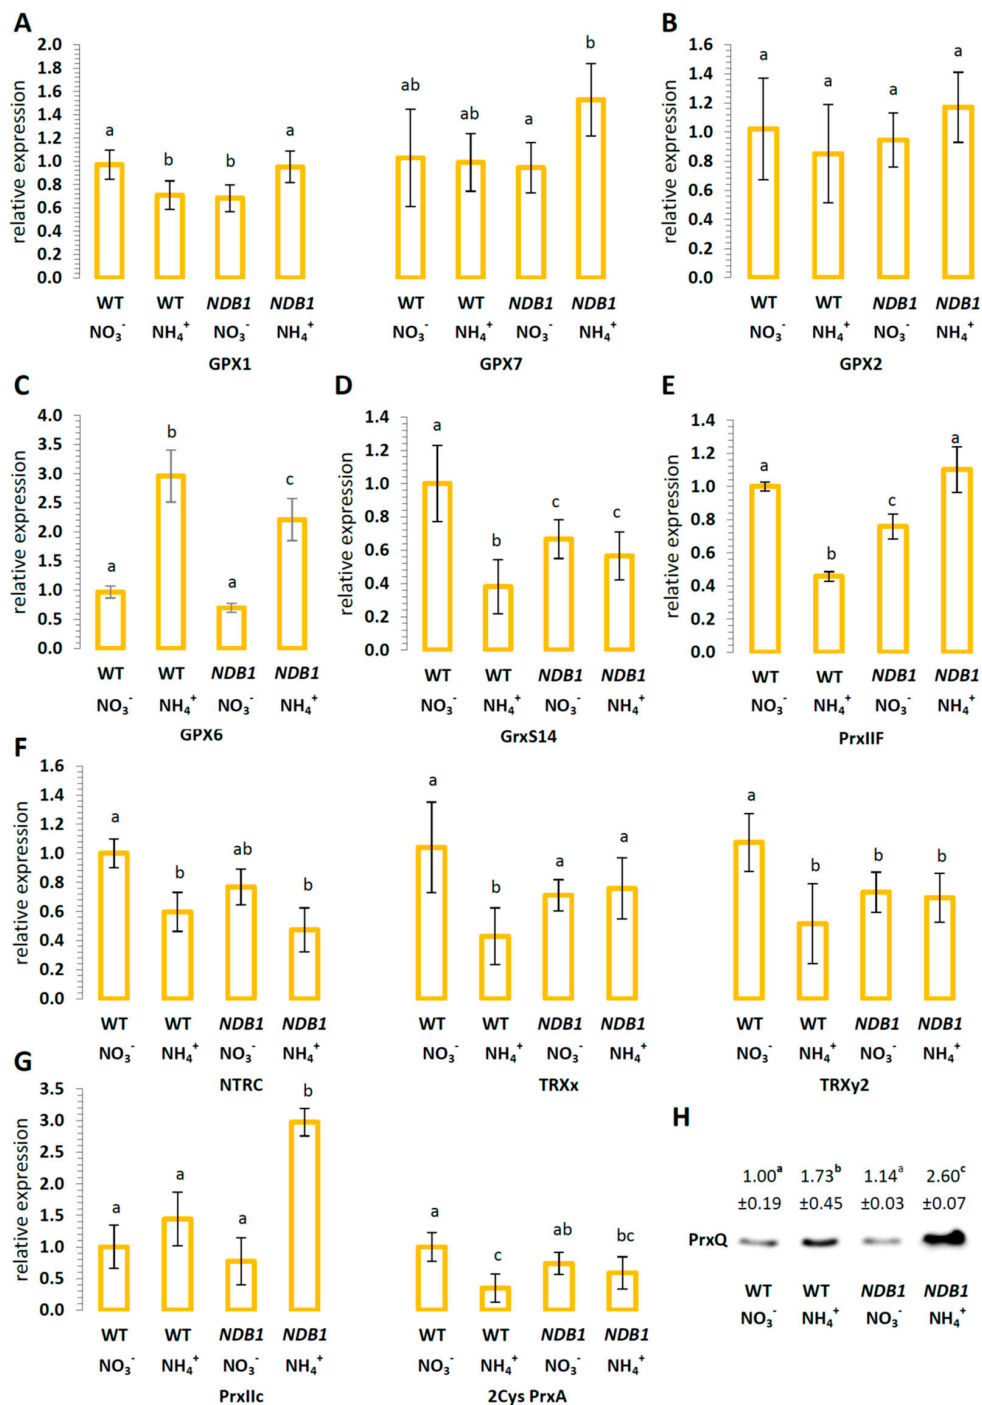 A
relative expression
2.0
1.8
1.6
1.4
1.2
1.0
0.8
0.6
0.4
0.2
0.0
a b b a
ab ab a b
WT WT NDB1 NDB1
NO₃⁻ NH₄⁺ NO₃⁻ NH₄⁺
GPX1
WT WT NDB1 NDB1
NO₃⁻ NH₄⁺ NO₃⁻ NH₄⁺
GPX7
B
relative expression
1.6
1.4
1.2
1.0
0.8
0.6
0.4
0.2
0.0
a a a a
WT WT NDB1 NDB1
NO₃⁻ NH₄⁺ NO₃⁻ NH₄⁺
GPX2
C
relative expression
4.0
3.5
3.0
2.5
2.0
1.5
1.0
0.5
0.0
a b a c
WT WT NDB1 NDB1
NO₃⁻ NH₄⁺ NO₃⁻ NH₄⁺
GPX6
D
relative expression
1.4
1.2
1.0
0.8
0.6
0.4
0.2
0.0
a b c c
WT WT NDB1 NDB1
NO₃⁻ NH₄⁺ NO₃⁻ NH₄⁺
GrxS14
E
relative expression
1.4
1.2
1.0
0.8
0.6
0.4
0.2
0.0
a b c a
WT WT NDB1 NDB1
NO₃⁻ NH₄⁺ NO₃⁻ NH₄⁺
PrxIIF
F
relative expression
1.6
1.4
1.2
1.0
0.8
0.6
0.4
0.2
0.0
a b ab b
WT WT NDB1 NDB1
NO₃⁻ NH₄⁺ NO₃⁻ NH₄⁺
NTRC
a b a a
WT WT NDB1 NDB1
NO₃⁻ NH₄⁺ NO₃⁻ NH₄⁺
TRXx
a b b b
WT WT NDB1 NDB1
NO₃⁻ NH₄⁺ NO₃⁻ NH₄⁺
TRXy2
G
relative expression
3.5
3.0
2.5
2.0
1.5
1.0
0.5
0.0
a a a b
WT WT NDB1 NDB1
NO₃⁻ NH₄⁺ NO₃⁻ NH₄⁺
PrxIIc
a c ab bc
WT WT NDB1 NDB1
NO₃⁻ NH₄⁺ NO₃⁻ NH₄⁺
2Cys PrxA
H
1.00ᵃ 1.73ᵇ 1.14ᵃ 2.60ᶜ
±0.19 ±0.45 ±0.03 ±0.07
PrxQ
WT WT NDB1 NDB1
NO₃⁻ NH₄⁺ NO₃⁻ NH₄⁺